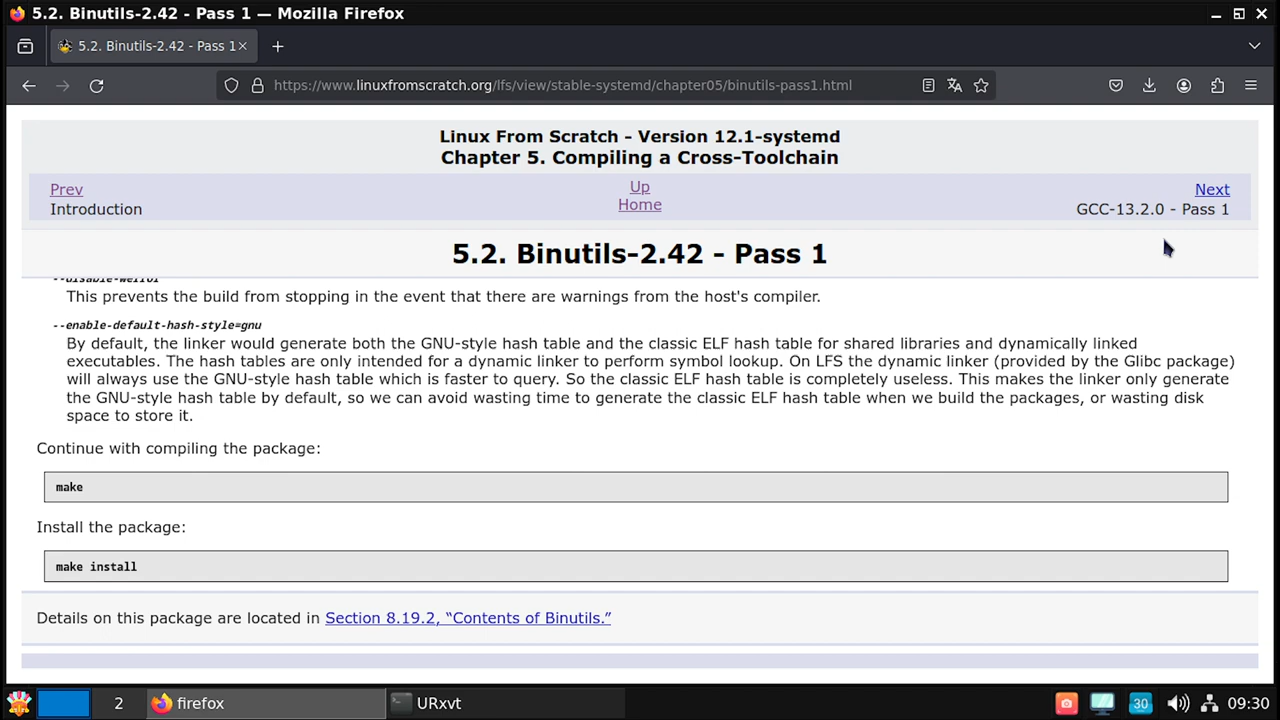 5.2. Binutils-2.42 - Pass 1 — Mozilla Firefox
5.2. Binutils-2.42 - Pass 1
https://www.linuxfromscratch.org/lfs/view/stable-systemd/chapter05/binutils-pass1.html
Linux From Scratch - Version 12.1-systemd
Chapter 5. Compiling a Cross-Toolchain
Prev
Up
Next
Introduction
Home
GCC-13.2.0 - Pass 1
5.2. Binutils-2.42 - Pass 1
--disable-werror
This prevents the build from stopping in the event that there are warnings from the host's compiler.
--enable-default-hash-style=gnu
By default, the linker would generate both the GNU-style hash table and the classic ELF hash table for shared libraries and dynamically linked
executables. The hash tables are only intended for a dynamic linker to perform symbol lookup. On LFS the dynamic linker (provided by the Glibc package)
will always use the GNU-style hash table which is faster to query. So the classic ELF hash table is completely useless. This makes the linker only generate
the GNU-style hash table by default, so we can avoid wasting time to generate the classic ELF hash table when we build the packages, or wasting disk
space to store it.
Continue with compiling the package:
make
Install the package:
make install
Details on this package are located in Section 8.19.2, “Contents of Binutils.”
2
firefox
URxvt
30
09:30